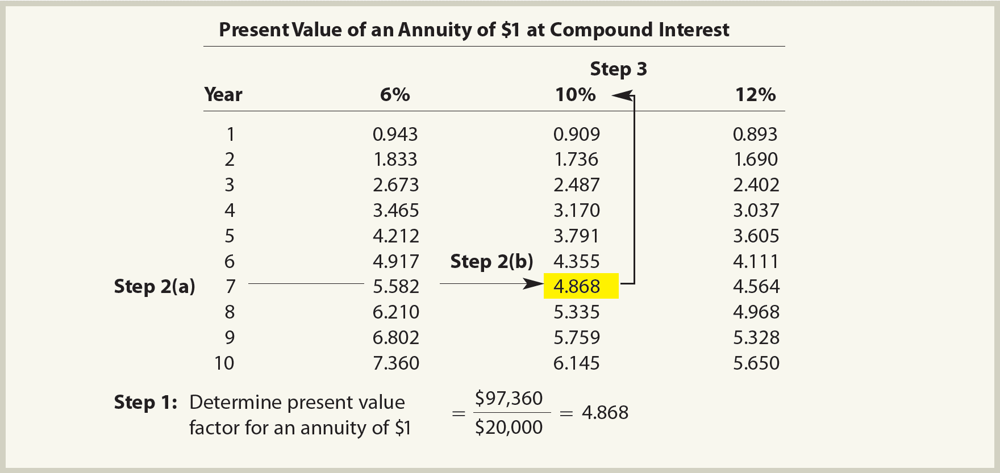 Present Value of an Annuity of $1 at Compound Interest
Step 3
Year 6% 10% 12%
1 0.943 0.909 0.893
2 1.833 1.736 1.690
3 2.673 2.487 2.402
4 3.465 3.170 3.037
5 4.212 3.791 3.605
6 4.917 Step 2(b) 4.355 4.111
Step 2(a) 7 5.582 4.868 4.564
8 6.210 5.335 4.968
9 6.802 5.759 5.328
10 7.360 6.145 5.650
Step 1: Determine present value factor for an annuity of $1 = $97,360 / $20,000 = 4.868